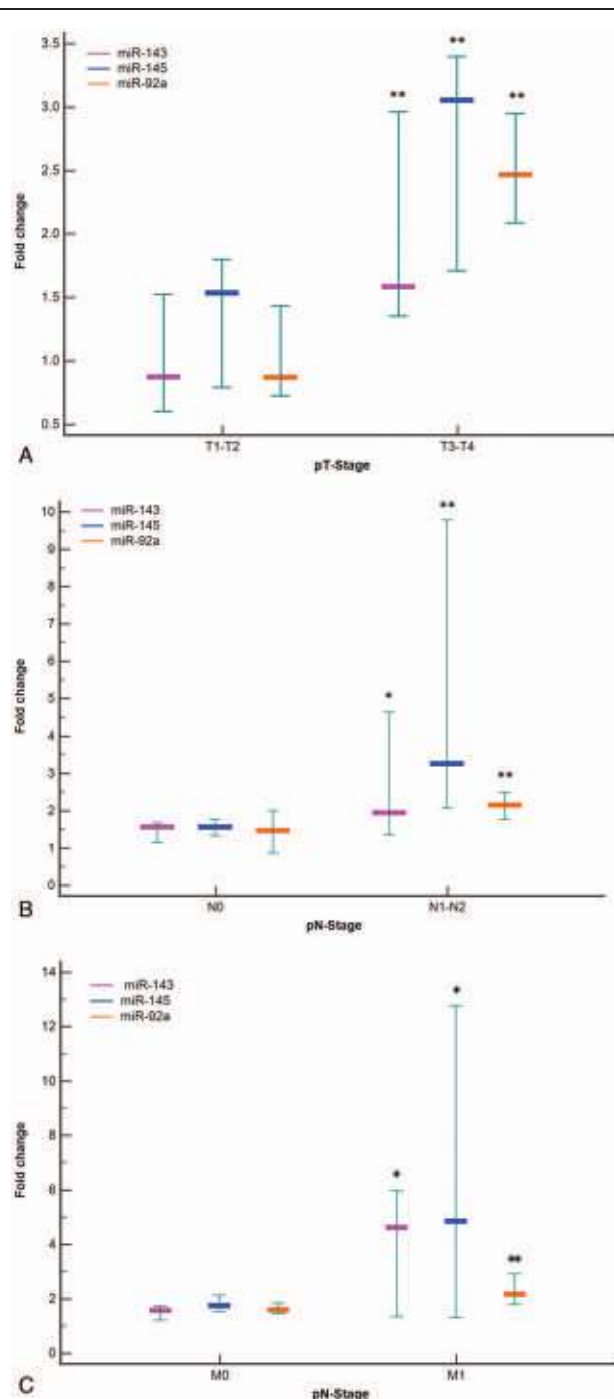 miR-143
miR-145
miR-92a
3.5
3.0
2.5
2.0
1.5
1.0
0.5
Fold change
** ** **
T1-T2 T3-T4
pT-Stage
A
miR-143
miR-145
miR-92a
10
9
8
7
6
5
4
3
2
1
0
Fold change
* ** **
N0 N1-N2
pN-Stage
B
miR-143
miR-145
miR-92a
14
12
10
8
6
4
2
0
Fold change
* * **
M0 M1
pN-Stage
C